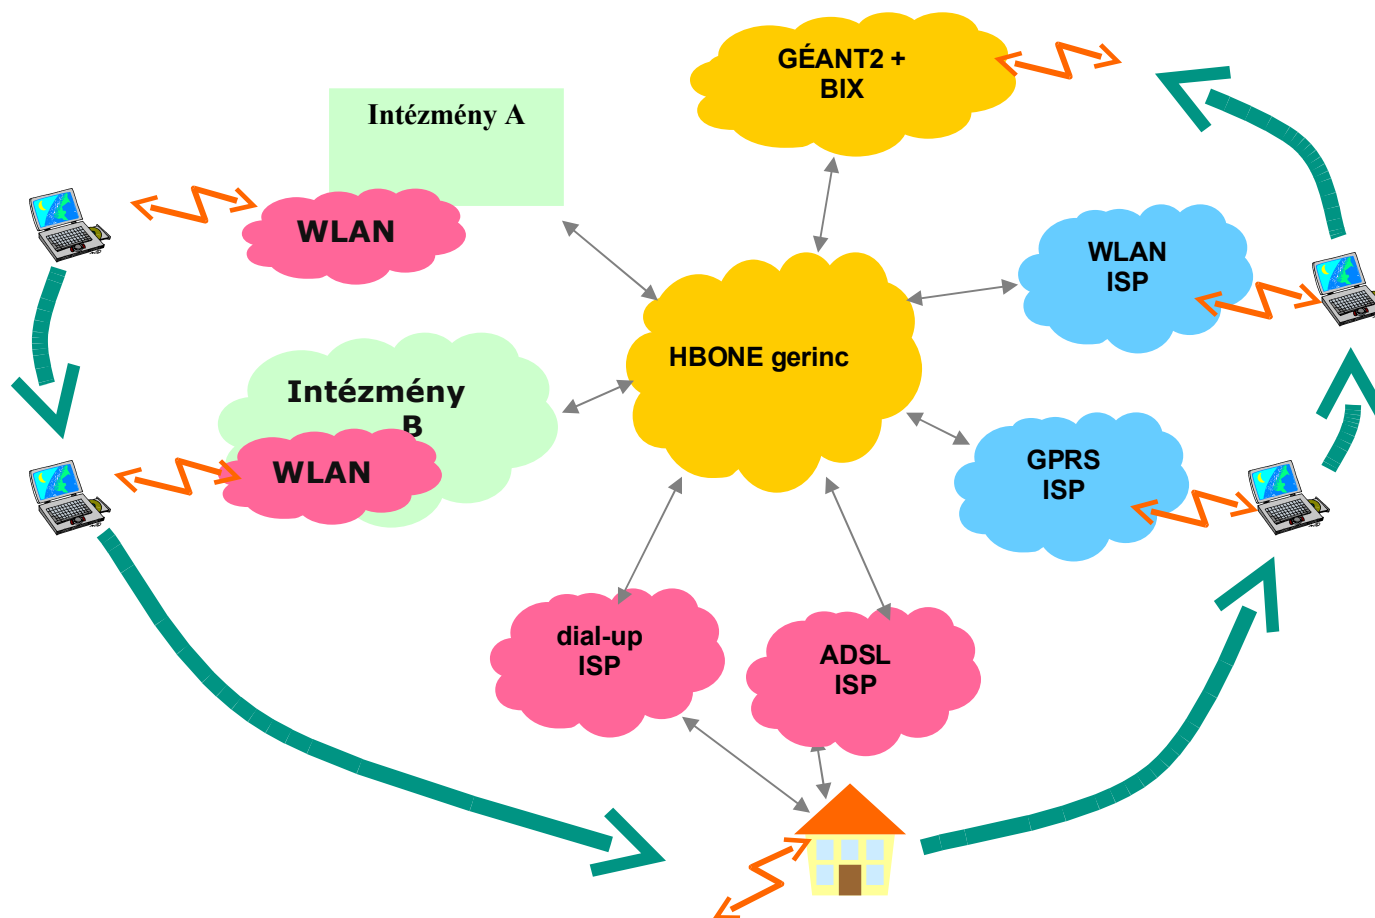 GÉANT2 +
BIX
Intézmény A
WLAN
WLAN
ISP
HBONE gerinc
Intézmény
B
WLAN
GPRS
ISP
dial-up
ISP
ADSL
ISP